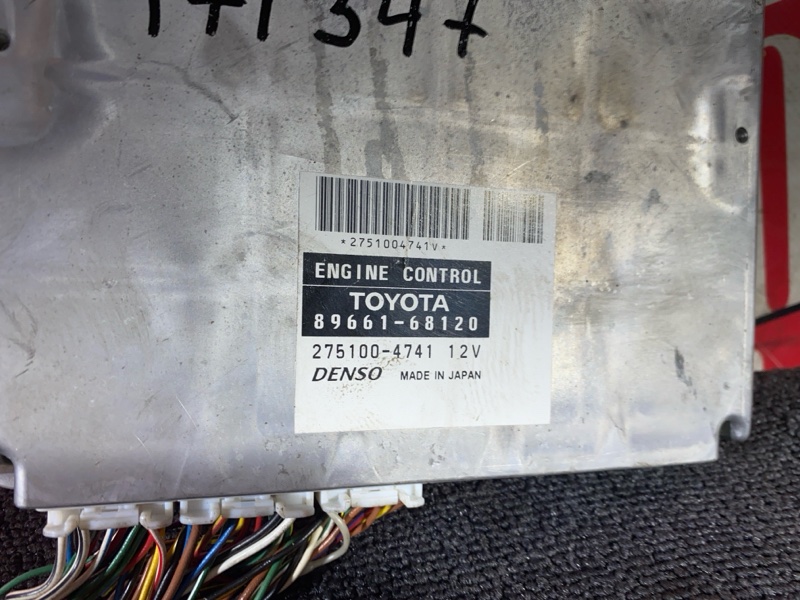 *2751004741V*
ENGINE CONTROL
TOYOTA
89661-68120
275100-4741 12V
DENSO MADE IN JAPAN